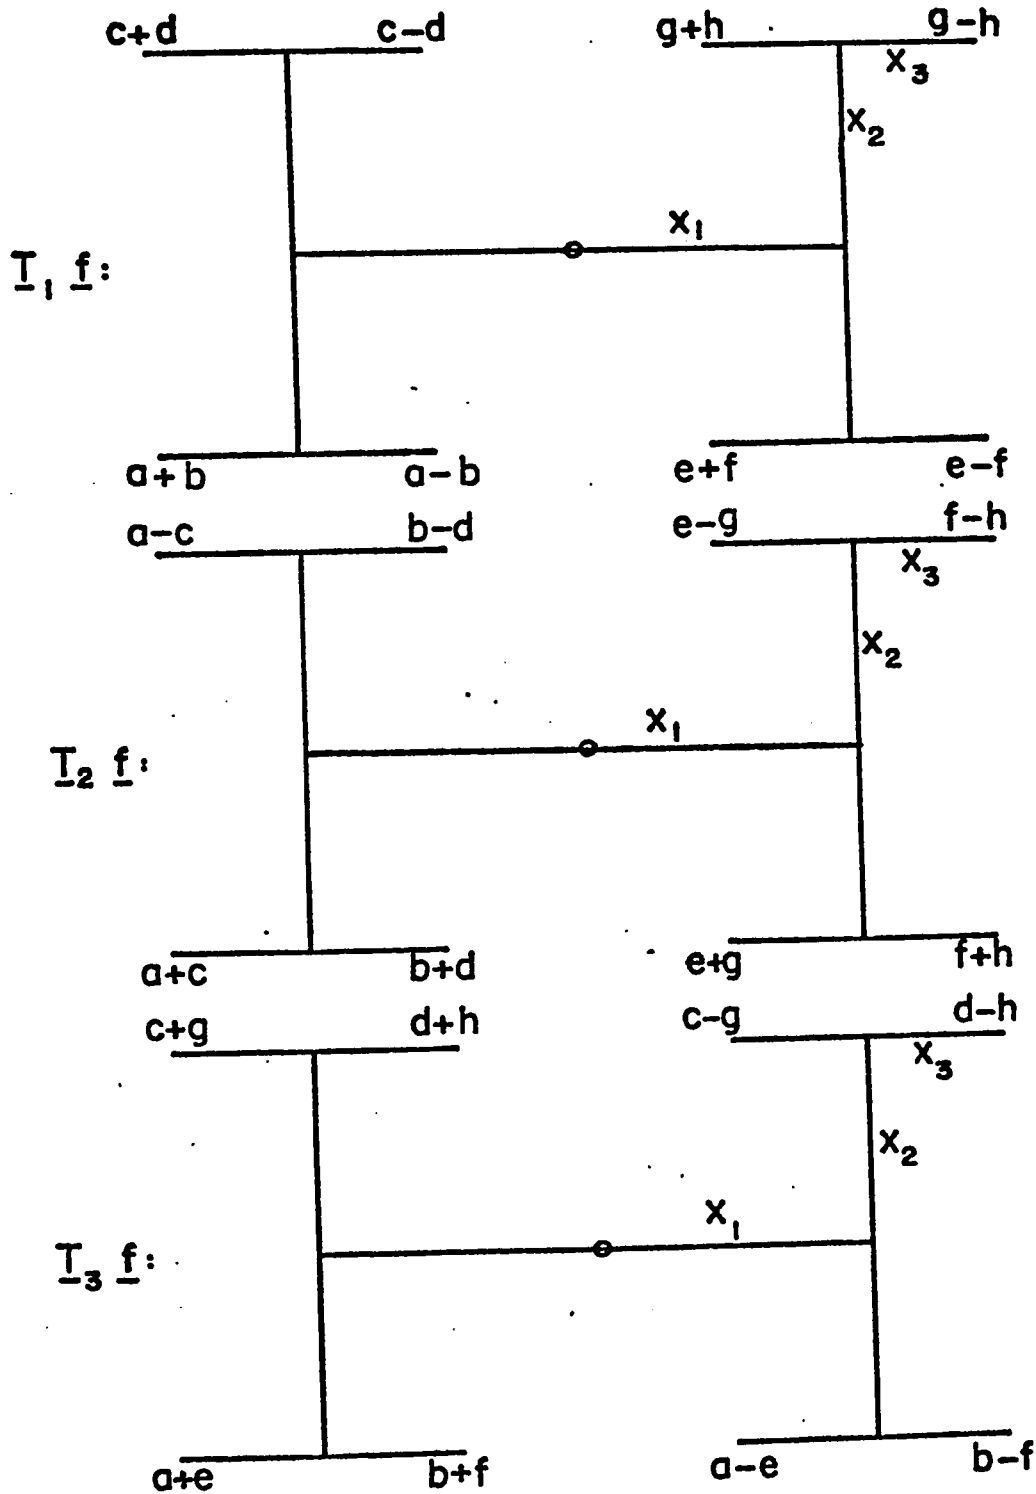 c+d c-d g+h g-h
x₃
x₂
x₁
T₁ f:
a+b a-b e+f e-f
a-c b-d e-g f-h
x₃
x₂
x₁
T₂ f:
a+c b+d e+g f+h
c+g d+h c-g d-h
x₃
x₂
x₁
T₃ f:
a+e b+f a-e b-f